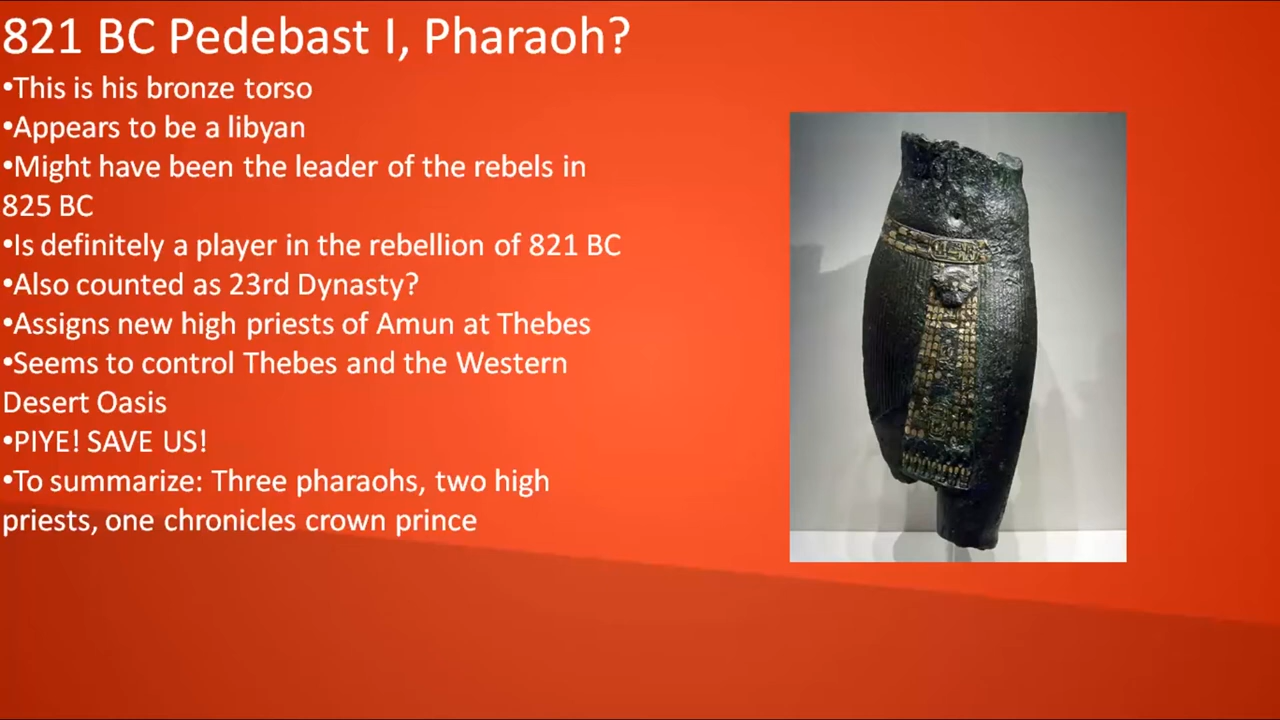 821 BC Pedebast I, Pharaoh?
•This is his bronze torso
•Appears to be a libyan
•Might have been the leader of the rebels in
825 BC
•Is definitely a player in the rebellion of 821 BC
•Also counted as 23rd Dynasty?
•Assigns new high priests of Amun at Thebes
•Seems to control Thebes and the Western
Desert Oasis
•PIYE! SAVE US!
•To summarize: Three pharaohs, two high
priests, one chronicles crown prince